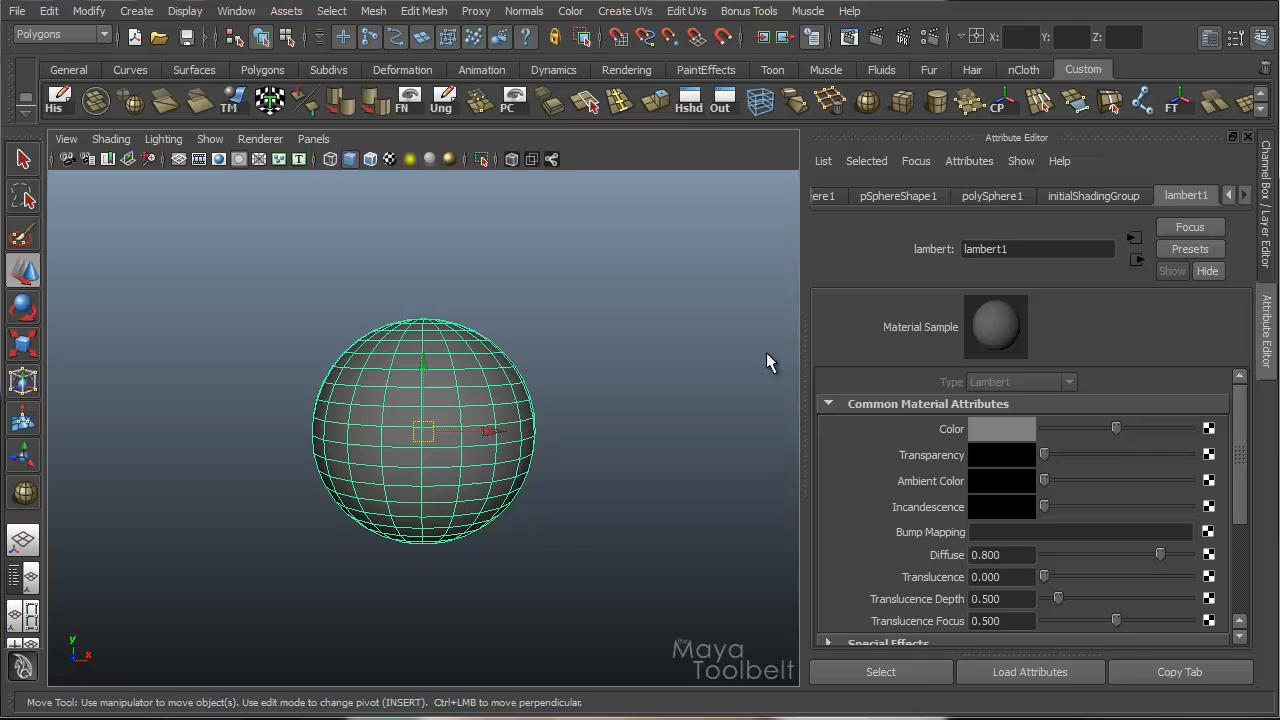 File Edit Modify Create Display Window Assets Select Mesh Edit Mesh Proxy Normals Color Create UVs Edit UVs Bonus Tools Muscle Help
Polygons X: Y: Z:
General Curves Surfaces Polygons Subdivs Deformation Animation Dynamics Rendering PaintEffects Toon Muscle Fluids Fur Hair nCloth Custom
His TM FN Ung PC Hshd Out CP FT
View Shading Lighting Show Renderer Panels
Attribute Editor
List Selected Focus Attributes Show Help
ere1 pSphereShape1 polySphere1 initialShadingGroup lambert1
Focus
lambert: lambert1
Presets
Show Hide
Material Sample
Type Lambert
Common Material Attributes
Color
Transparency
Ambient Color
Incandescence
Bump Mapping
Diffuse 0.800
Translucence 0.000
Translucence Depth 0.500
Translucence Focus 0.500
Special Effects
Select Load Attributes Copy Tab
Channel Box / Layer Editor
Attribute Editor
y
x
the
Maya
Toolbelt
Move Tool: Use manipulator to move object(s). Use edit mode to change pivot (INSERT). Ctrl+LMB to move perpendicular.